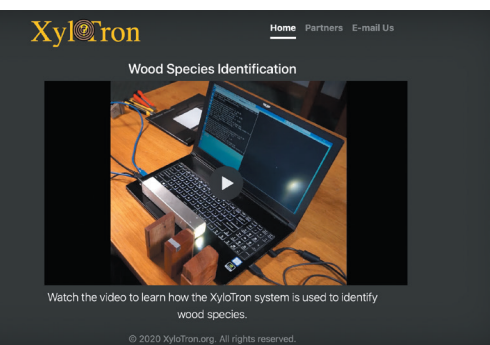 XyloTron
Home Partners E-mail Us
Wood Species Identification
Watch the video to learn how the XyloTron system is used to identify
wood species.
© 2020 XyloTron.org. All rights reserved.